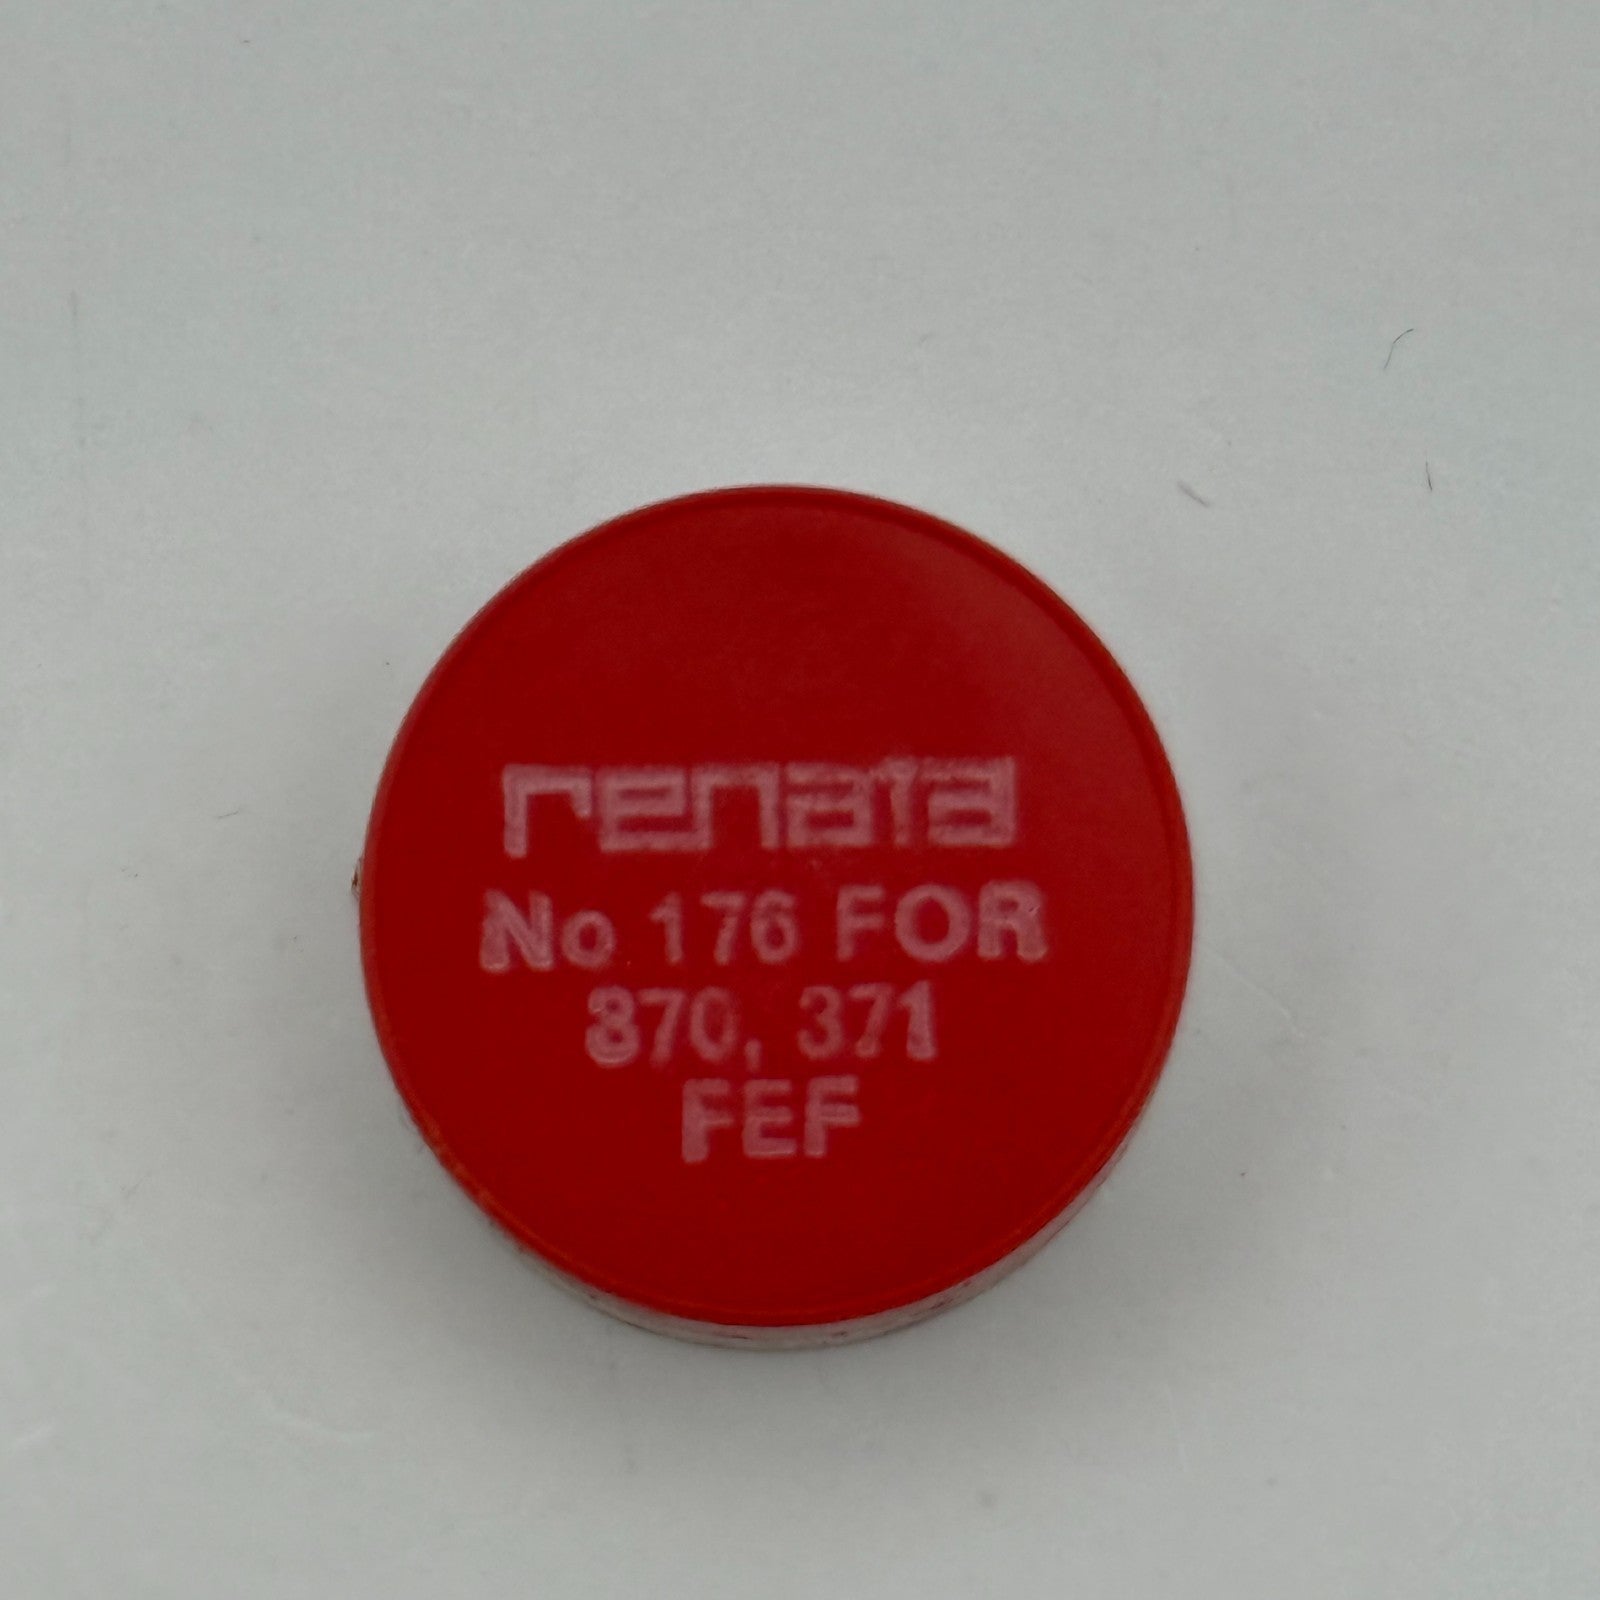 renata
No 176 FOR
370, 371
FEF